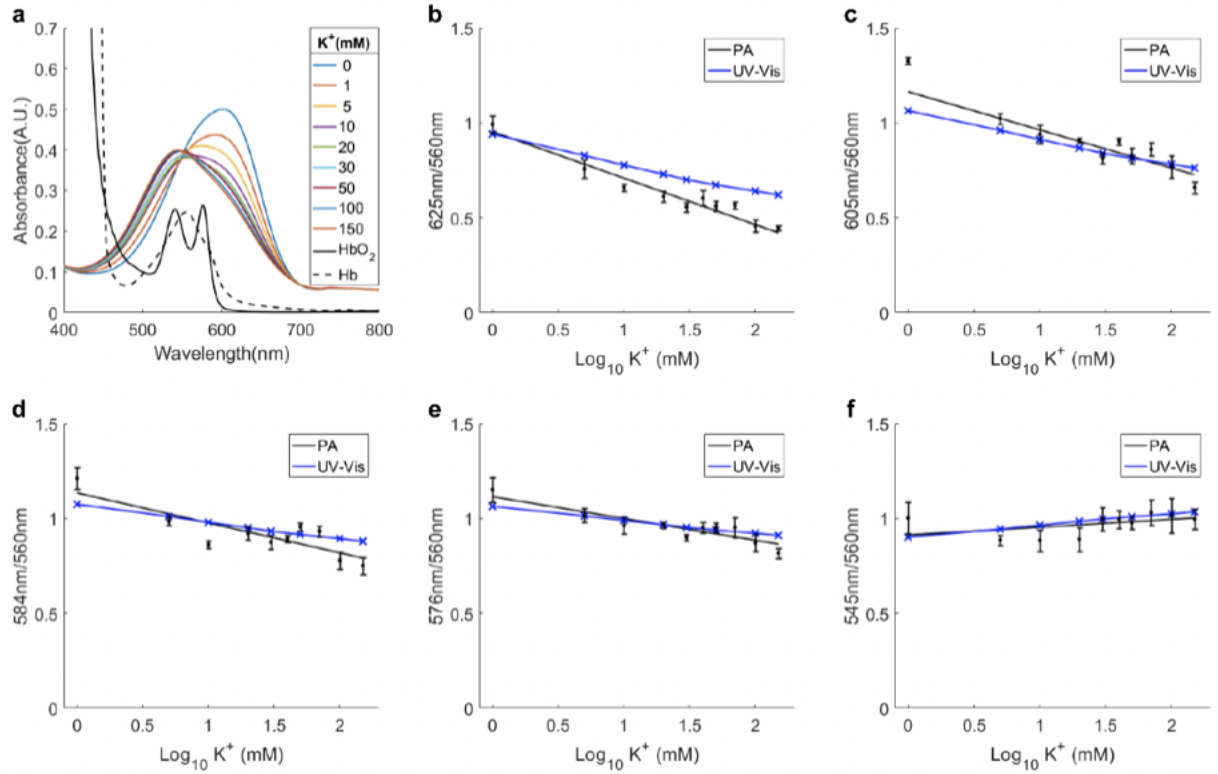 a
0.7
0.6
0.5
0.4
0.3
0.2
0.1
0
400
500
600
700
800
Absorbance(A.U.)
Wavelength(nm)
K⁺(mM)
0
1
5
10
20
30
50
100
150
HbO₂
Hb
b
1.5
1
0.5
0
0
0.5
1
1.5
2
625nm/560nm
Log₁₀ K⁺ (mM)
PA
UV-Vis
c
1.5
1
0.5
0
0
0.5
1
1.5
2
605nm/560nm
Log₁₀ K⁺ (mM)
PA
UV-Vis
d
1.5
1
0.5
0
0
0.5
1
1.5
2
584nm/560nm
Log₁₀ K⁺ (mM)
PA
UV-Vis
e
1.5
1
0.5
0
0
0.5
1
1.5
2
576nm/560nm
Log₁₀ K⁺ (mM)
PA
UV-Vis
f
1.5
1
0.5
0
0
0.5
1
1.5
2
545nm/560nm
Log₁₀ K⁺ (mM)
PA
UV-Vis